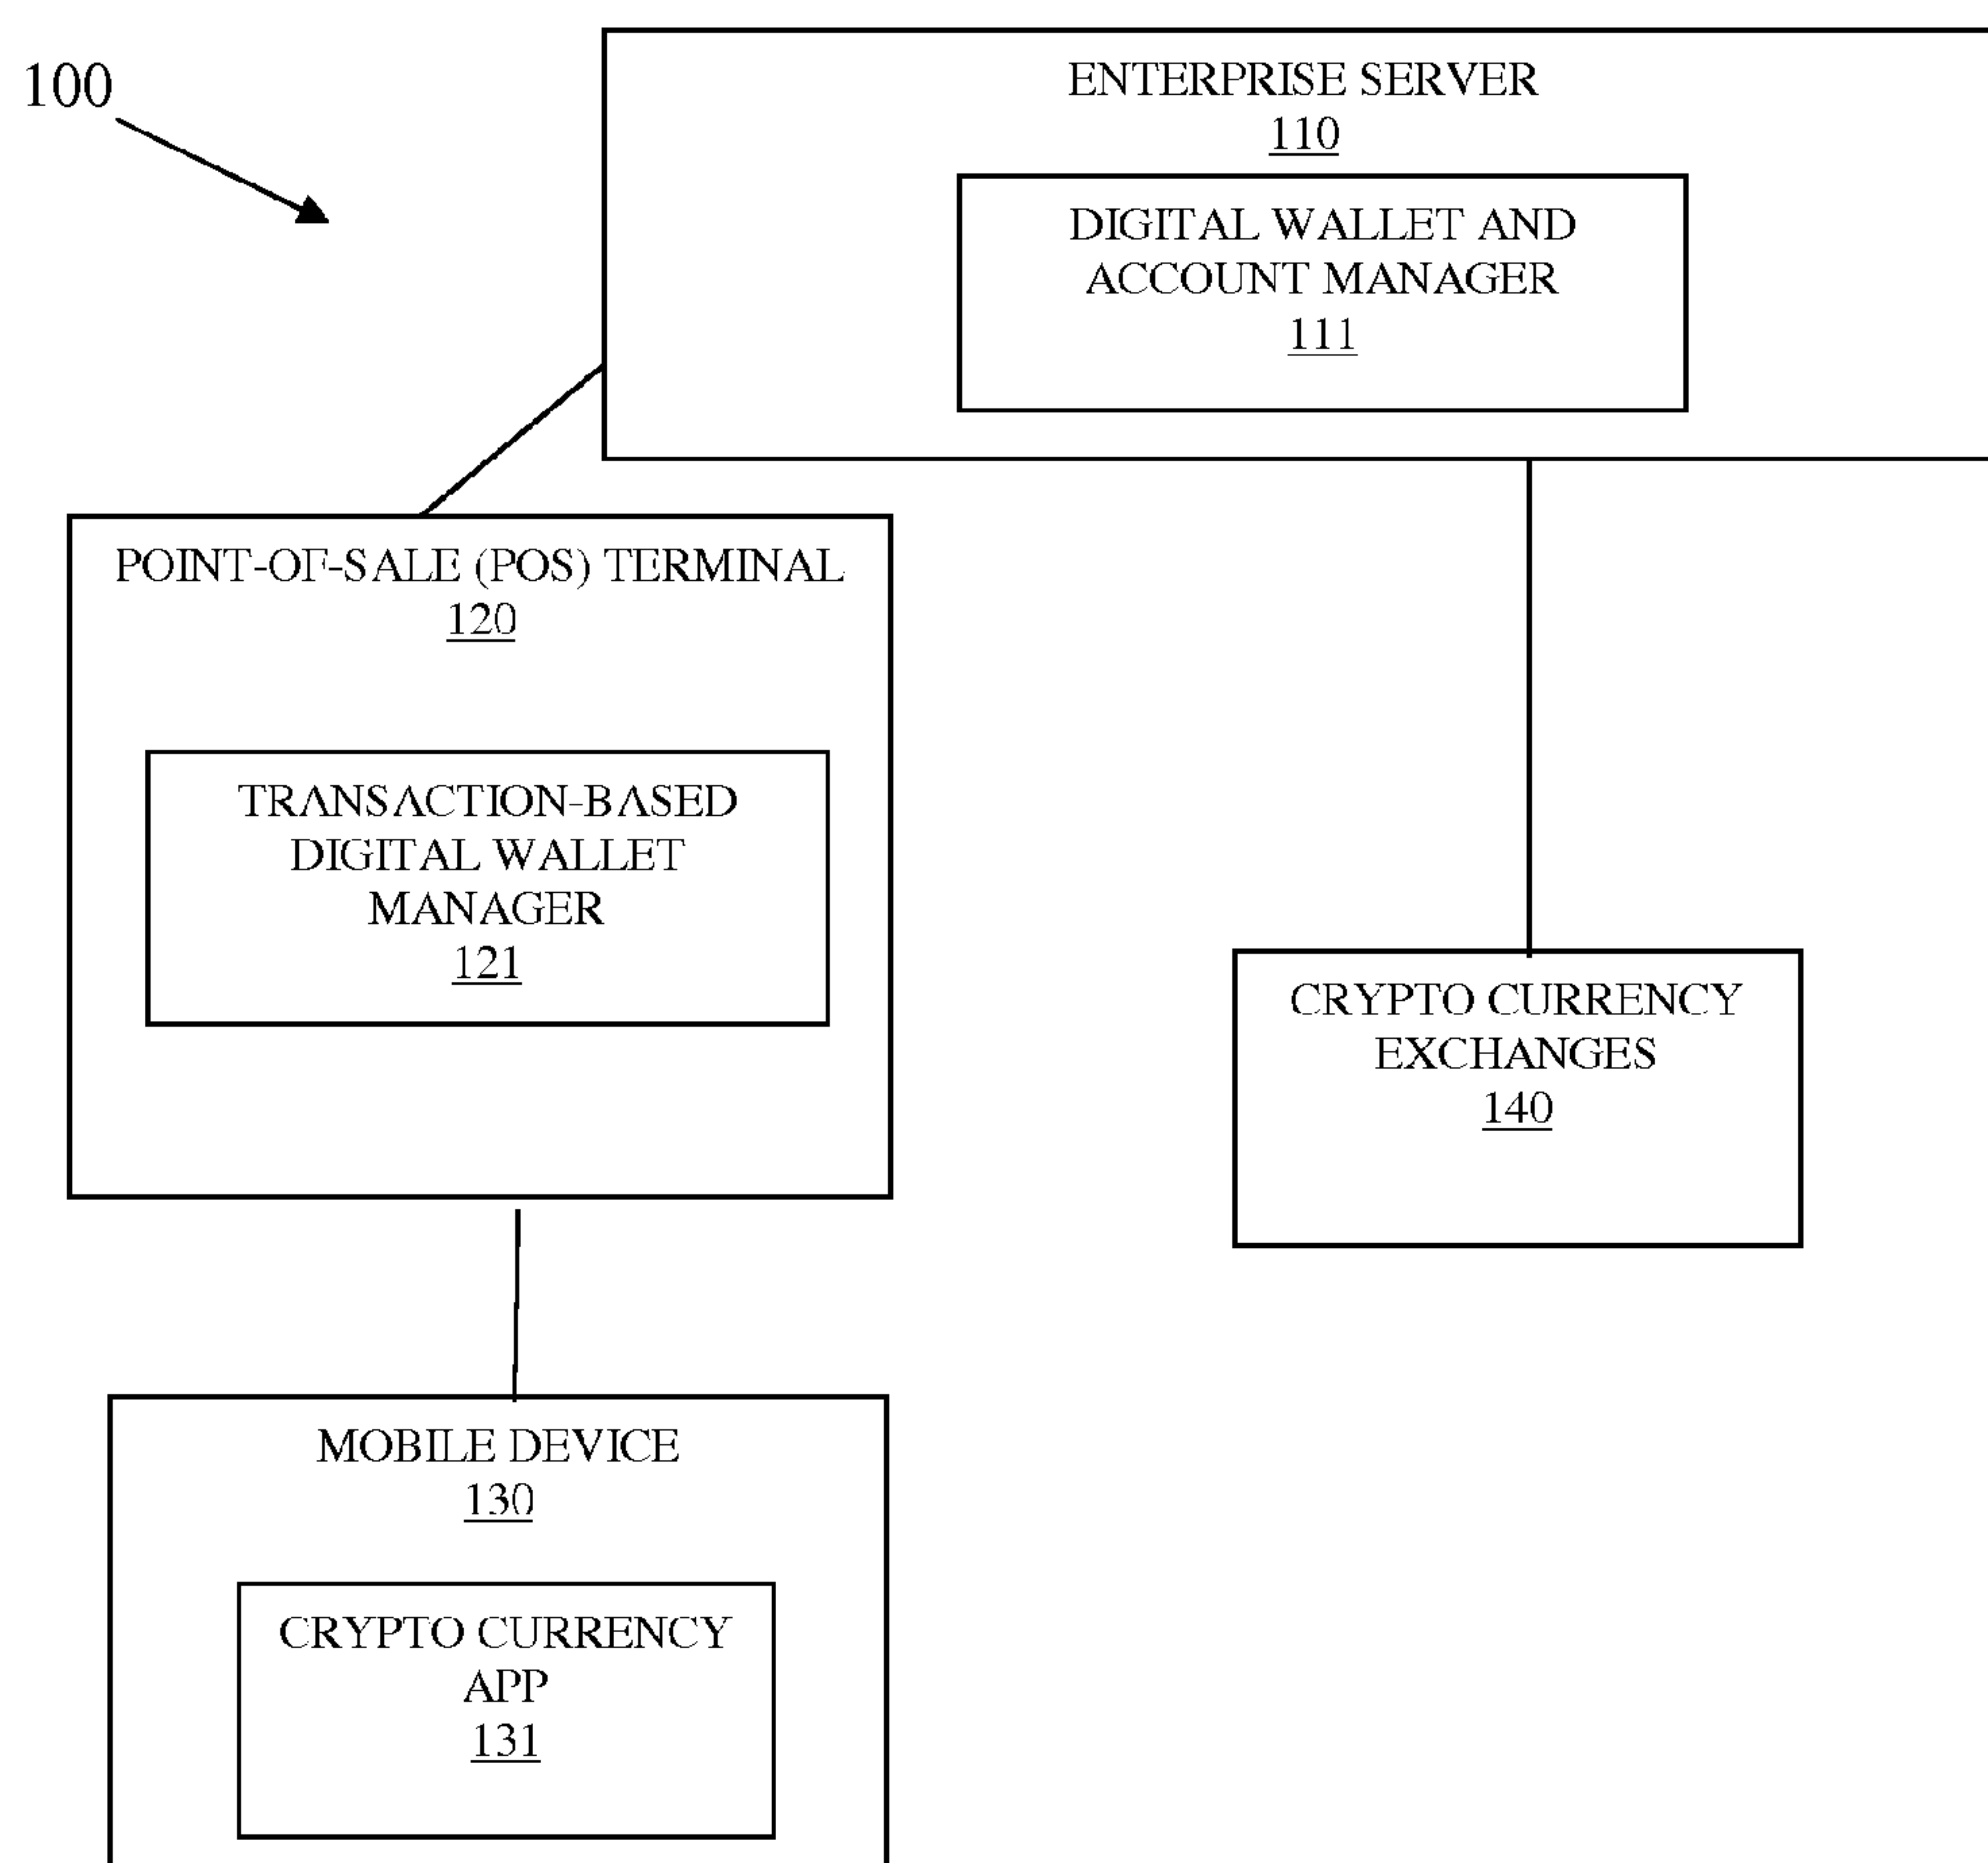 100
ENTERPRISE SERVER
110
DIGITAL WALLET AND
ACCOUNT MANAGER
111
POINT-OF-SALE (POS) TERMINAL
120
TRANSACTION-BASED
DIGITAL WALLET
MANAGER
121
CRYPTO CURRENCY
EXCHANGES
140
MOBILE DEVICE
130
CRYPTO CURRENCY
APP
131